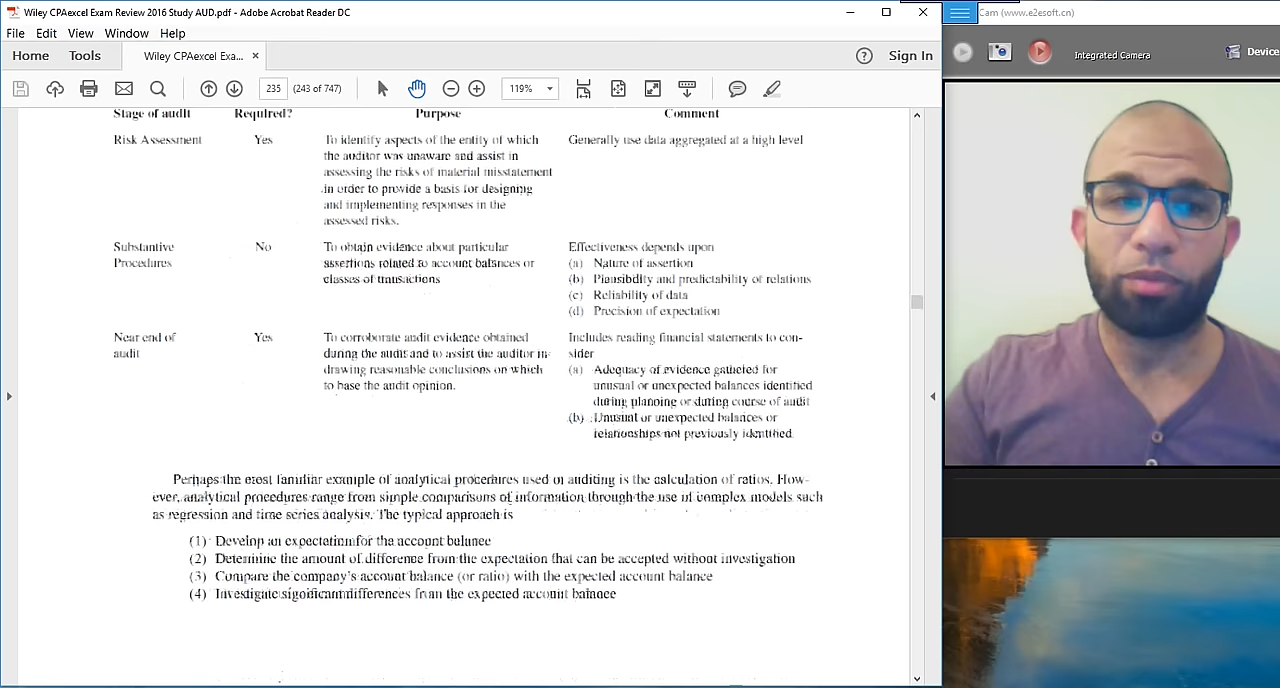 Wiley CPAexcel Exam Review 2016 Study AUD.pdf - Adobe Acrobat Reader DC
Cam (www.e2esoft.cn)
File Edit View Window Help
Home Tools Wiley CPAexcel Exa... × Sign In
Integrated Camera Device
235 (243 of 747) 119%
Stage of audit Required? Purpose Comment
Risk Assessment Yes To identify aspects of the entity of which Generally use data aggregated at a high level
the auditor was unaware and assist in
assessing the risks of material misstatement
in order to provide a basis for designing
and implementing responses in the
assessed risks.
Substantive No To obtain evidence about particular Effectiveness depends upon
Procedures assertions related to account balances or (a) Nature of assertion
classes of transactions (b) Plausibility and predictability of relations
(c) Reliability of data
(d) Precision of expectation
Near end of Yes To corroborate audit evidence obtained Includes reading financial statements to con-
audit during the audit and to assist the auditor in sider
drawing reasonable conclusions on which (a) Adequacy of evidence gathered for
to base the audit opinion. unusual or unexpected balances identified
during planning or during course of audit
(b) Unusual or unexpected balances or
relationships not previously identified.
Perhaps the most familiar example of analytical procedures used in auditing is the calculation of ratios. How-
ever, analytical procedures range from simple comparisons of information through the use of complex models such
as regression and time series analysis. The typical approach is
(1) Develop an expectation for the account balance
(2) Determine the amount of difference from the expectation that can be accepted without investigation
(3) Compare the company's account balance (or ratio) with the expected account balance
(4) Investigate significant differences from the expected account balance